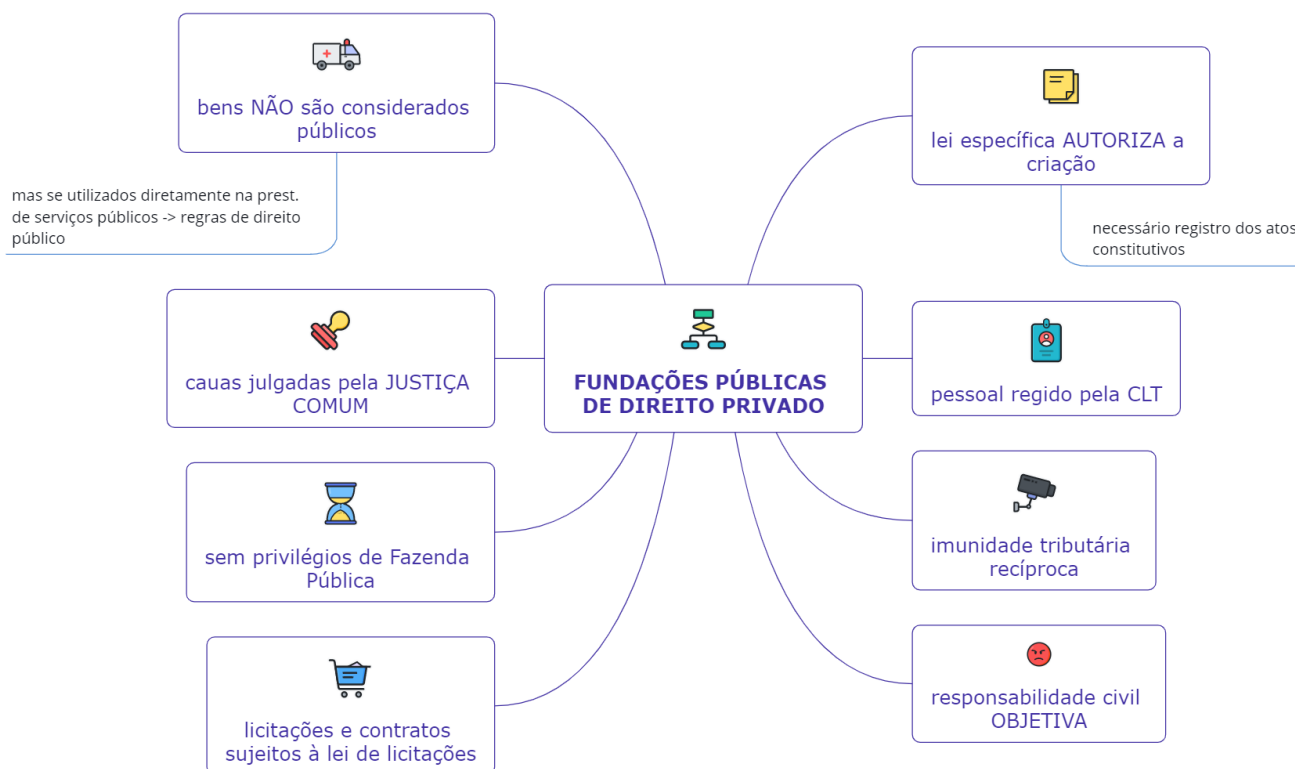 bens NÃO são considerados
públicos
mas se utilizados diretamente na prest.
de serviços públicos -> regras de direito
público
lei específica AUTORIZA a
criação
necessário registro dos atos
constitutivos
FUNDAÇÕES PÚBLICAS
DE DIREITO PRIVADO
cauas julgadas pela JUSTIÇA
COMUM
pessoal regido pela CLT
sem privilégios de Fazenda
Pública
imunidade tributária
recíproca
licitações e contratos
sujeitos à lei de licitações
responsabilidade civil
OBJETIVA